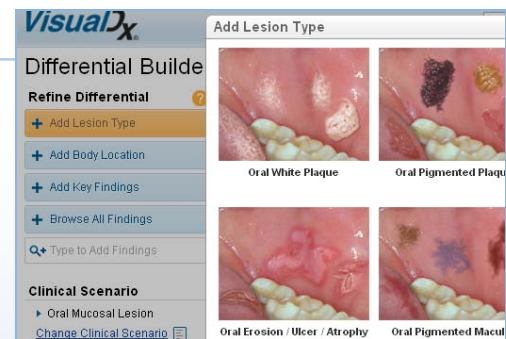 VisualDx
Add Lesion Type
Differential Builde
Refine Differential ?
+ Add Lesion Type
+ Add Body Location
+ Add Key Findings
+ Browse All Findings
Type to Add Findings
Oral White Plaque
Oral Pigmented Plaqu
Clinical Scenario
Oral Mucosal Lesion
Change Clinical Scenario
Oral Erosion / Ulcer / Atrophy
Oral Pigmented Macul